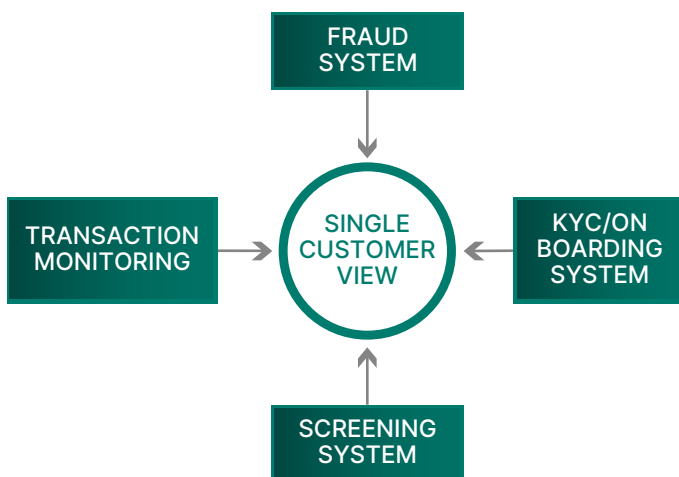 FRAUD
SYSTEM
TRANSACTION
MONITORING
SINGLE
CUSTOMER
VIEW
KYC/ON
BOARDING
SYSTEM
SCREENING
SYSTEM